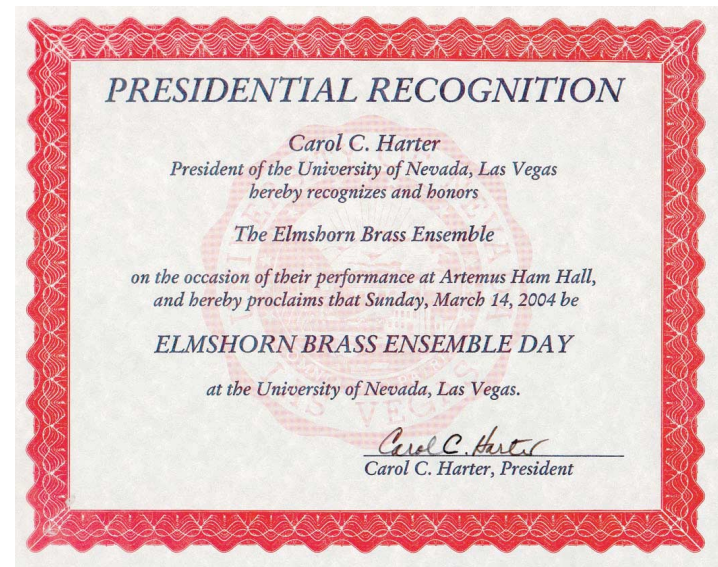 PRESIDENTIAL RECOGNITION
Carol C. Harter
President of the University of Nevada, Las Vegas
hereby recognizes and honors
The Elmshorn Brass Ensemble
on the occasion of their performance at Artemus Ham Hall,
and hereby proclaims that Sunday, March 14, 2004 be
ELMSHORN BRASS ENSEMBLE DAY
at the University of Nevada, Las Vegas.
Carol C. Harter
Carol C. Harter, President
LAS VEGAS